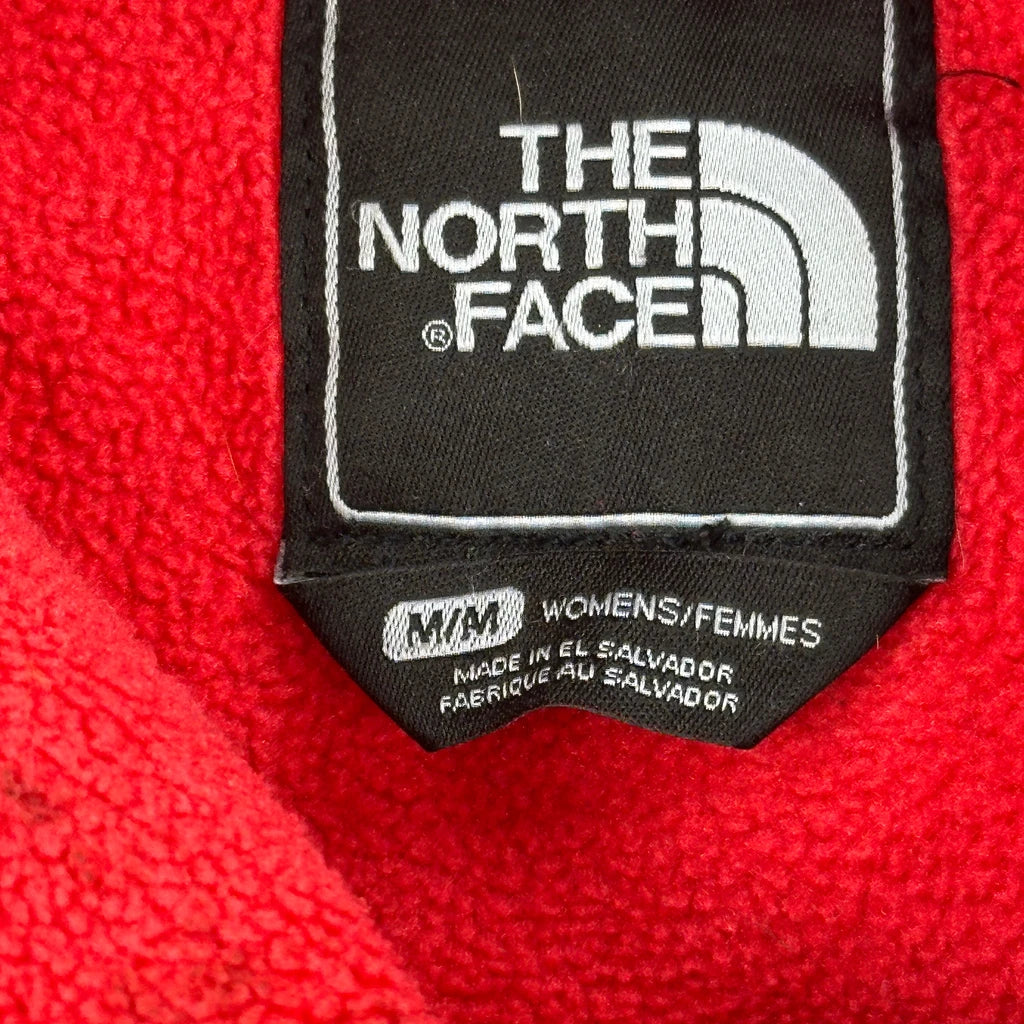 THE
NORTH
®FACE
M/M WOMENS/FEMMES
MADE IN EL SALVADOR
FABRIQUE AU SALVADOR